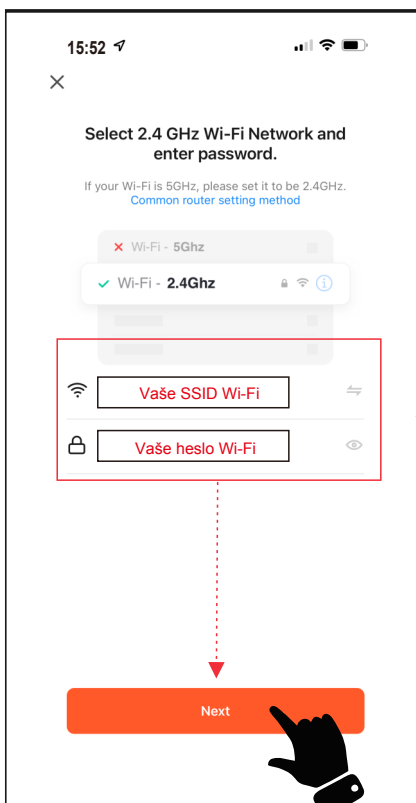 15:52
Select 2.4 GHz Wi-Fi Network and
enter password.
If your Wi-Fi is 5GHz, please set it to be 2.4GHz.
Common router setting method
Wi-Fi - 5Ghz
Wi-Fi - 2.4Ghz
Vaše SSID Wi-Fi
Vaše heslo Wi-Fi
Next